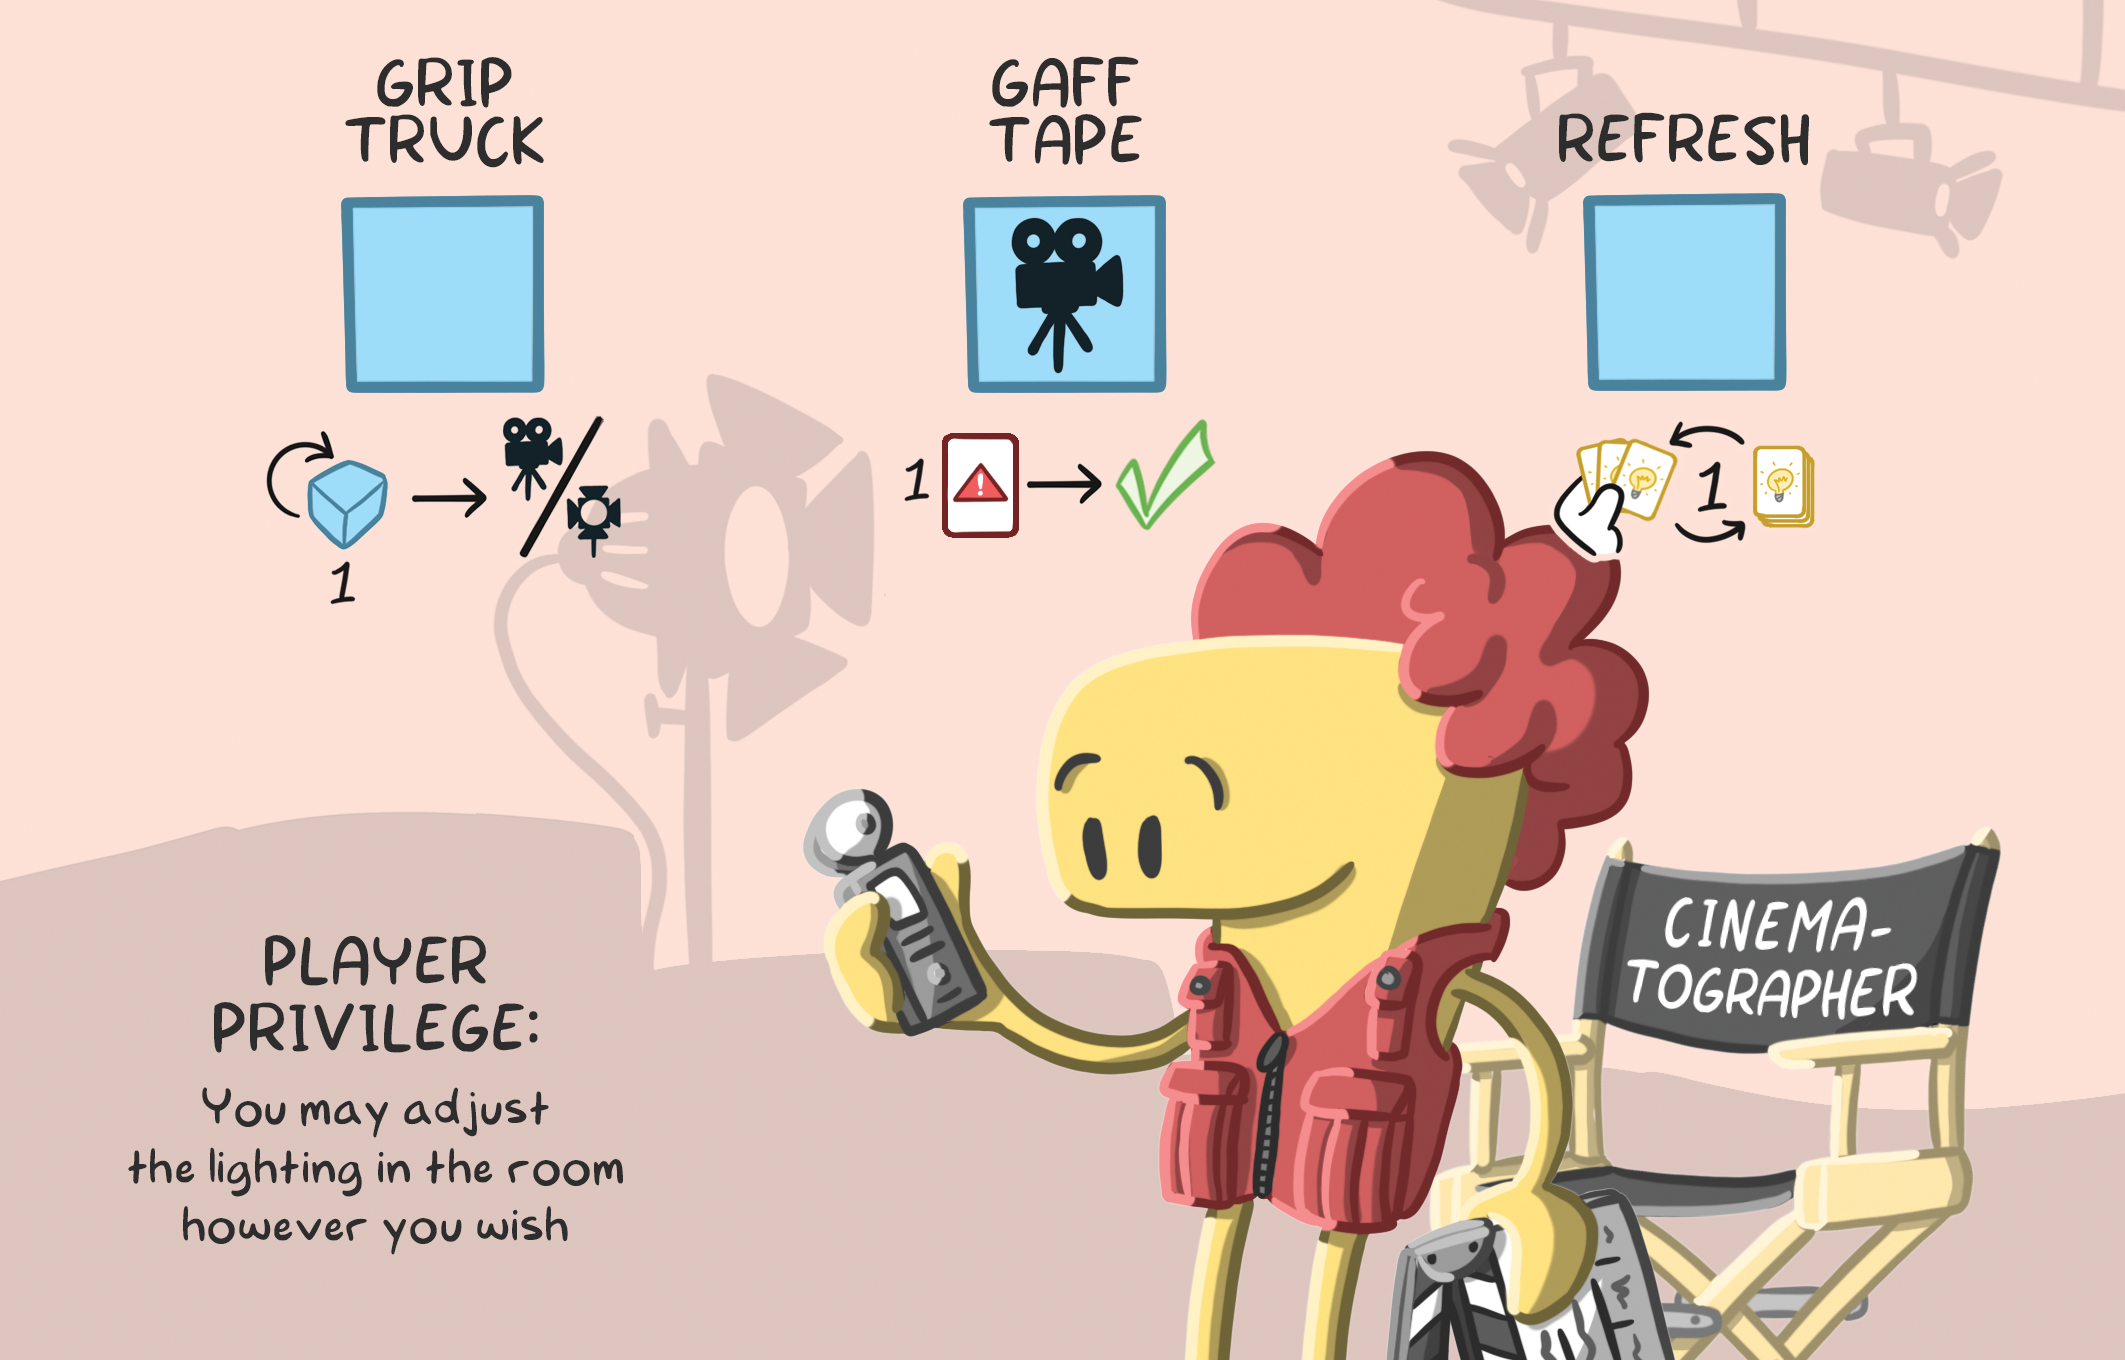 GRIP
TRUCK
GAFF
TAPE
REFRESH
1
1
1
PLAYER
PRIVILEGE:
You may adjust
the lighting in the room
however you wish
CINEMA-
TOGRAPHER